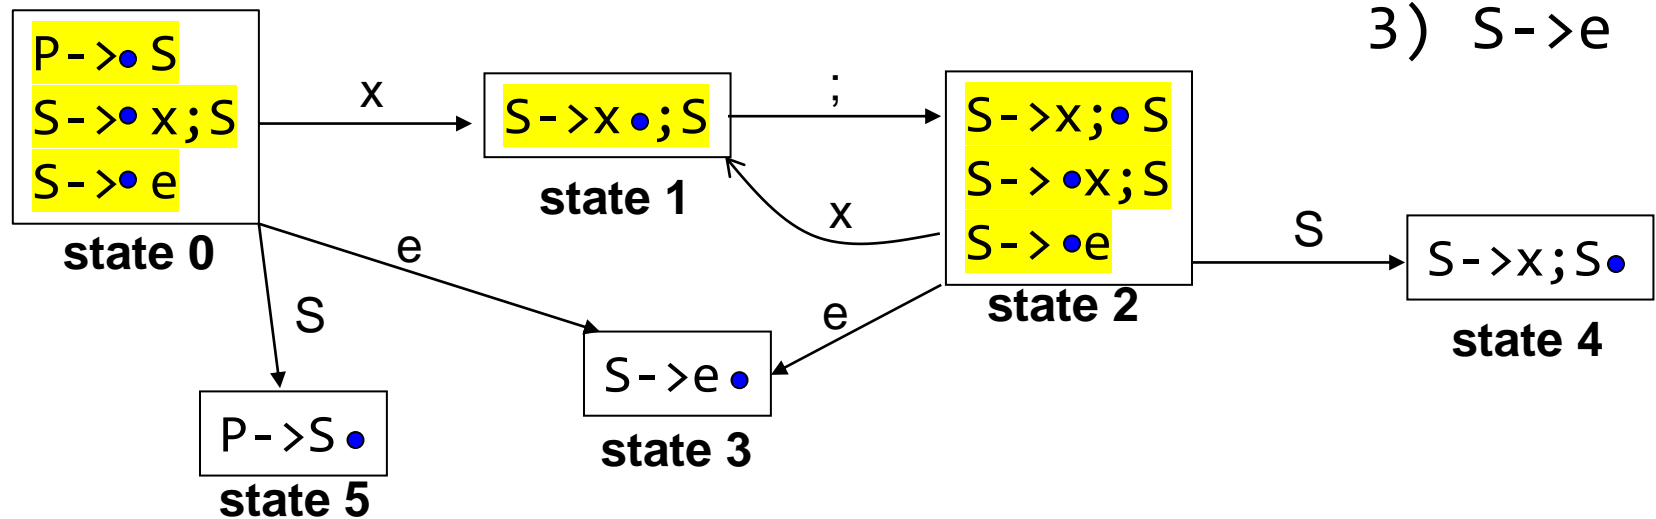 3) S->e
P->• S
S->• x;S
S->• e
state 0
x
S->x •;S
state 1
;
S->x;• S
S->•x;S
S->•e
state 2
x
S
S->x;S•
state 4
e
e
S
S->e •
state 3
P->S •
state 5